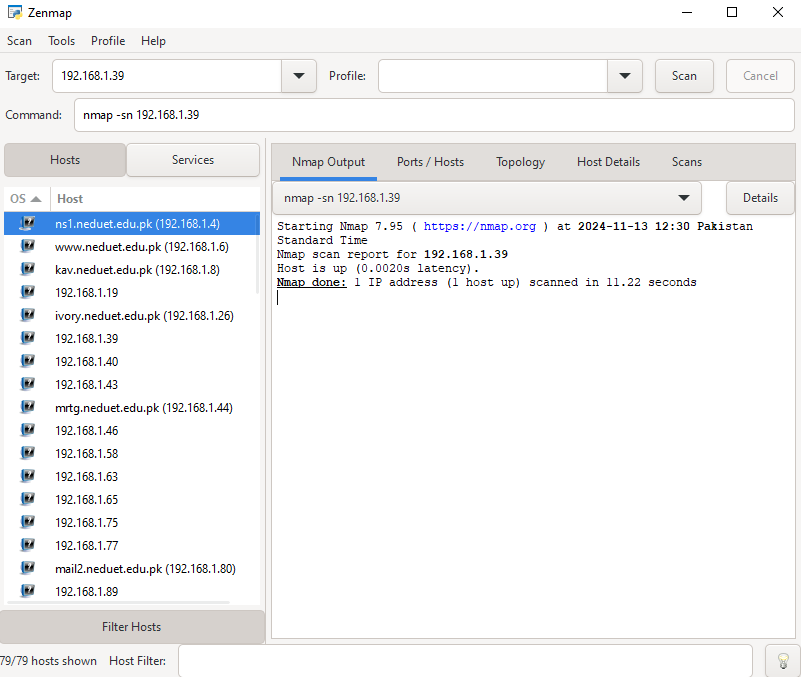 Zenmap
Scan Tools Profile Help
Target: 192.168.1.39 Profile: Scan Cancel
Command: nmap -sn 192.168.1.39
Hosts Services
OS Host
ns1.neduet.edu.pk (192.168.1.4)
www.neduet.edu.pk (192.168.1.6)
kav.neduet.edu.pk (192.168.1.8)
192.168.1.19
ivory.neduet.edu.pk (192.168.1.26)
192.168.1.39
192.168.1.40
192.168.1.43
mrtg.neduet.edu.pk (192.168.1.44)
192.168.1.46
192.168.1.58
192.168.1.63
192.168.1.65
192.168.1.75
192.168.1.77
mail2.neduet.edu.pk (192.168.1.80)
192.168.1.89
Filter Hosts
Nmap Output Ports / Hosts Topology Host Details Scans
nmap -sn 192.168.1.39 Details
Starting Nmap 7.95 ( https://nmap.org ) at 2024-11-13 12:30 Pakistan
Standard Time
Nmap scan report for 192.168.1.39
Host is up (0.0020s latency).
Nmap done: 1 IP address (1 host up) scanned in 11.22 seconds
79/79 hosts shown Host Filter: